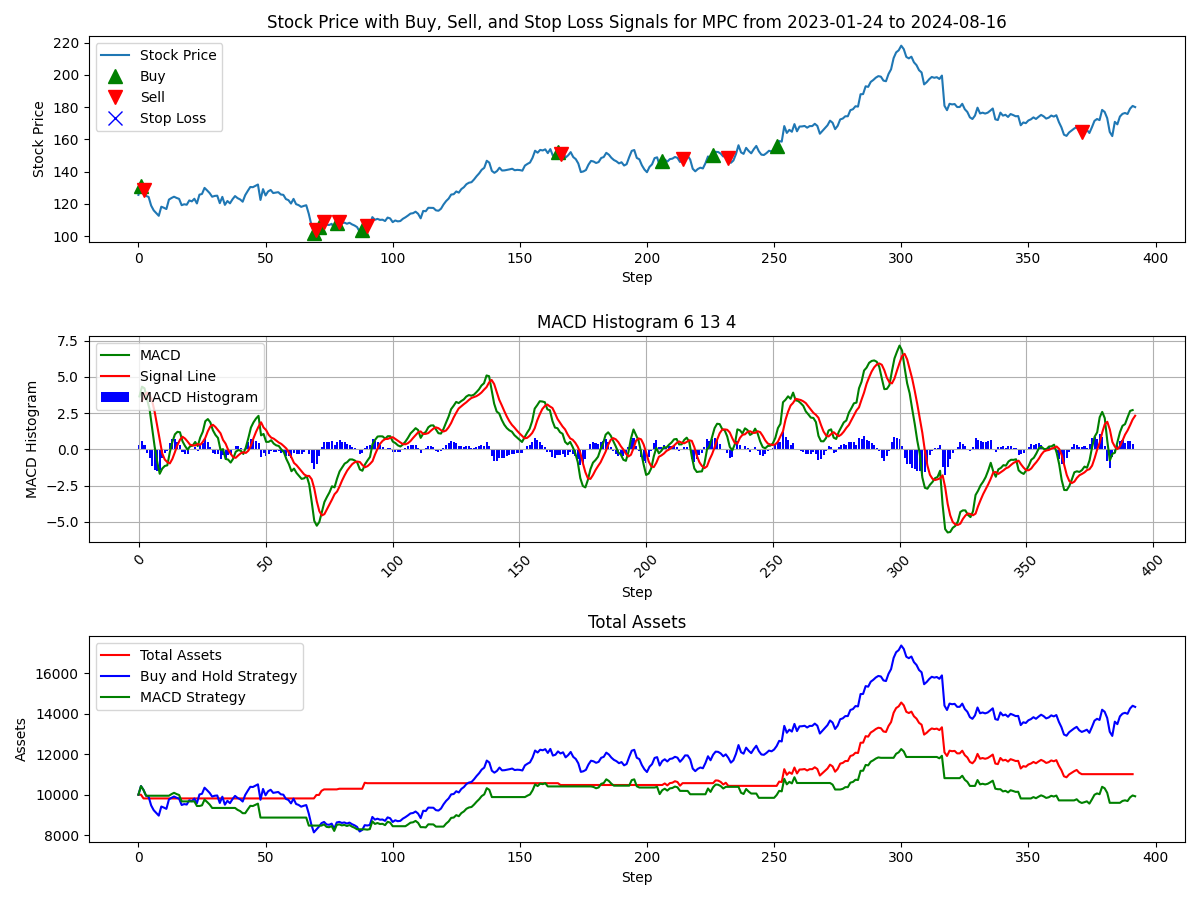 Stock Price with Buy, Sell, and Stop Loss Signals for MPC from 2023-01-24 to 2024-08-16
220
200
180
160
140
120
100
Stock Price
Stock Price
Buy
Sell
Stop Loss
0 50 100 150 200 250 300 350 400
Step
MACD Histogram 6 13 4
7.5
5.0
2.5
0.0
−2.5
−5.0
MACD Histogram
MACD
Signal Line
MACD Histogram
0 50 100 150 200 250 300 350 400
Step
Total Assets
16000
14000
12000
10000
8000
Assets
Total Assets
Buy and Hold Strategy
MACD Strategy
0 50 100 150 200 250 300 350 400
Step